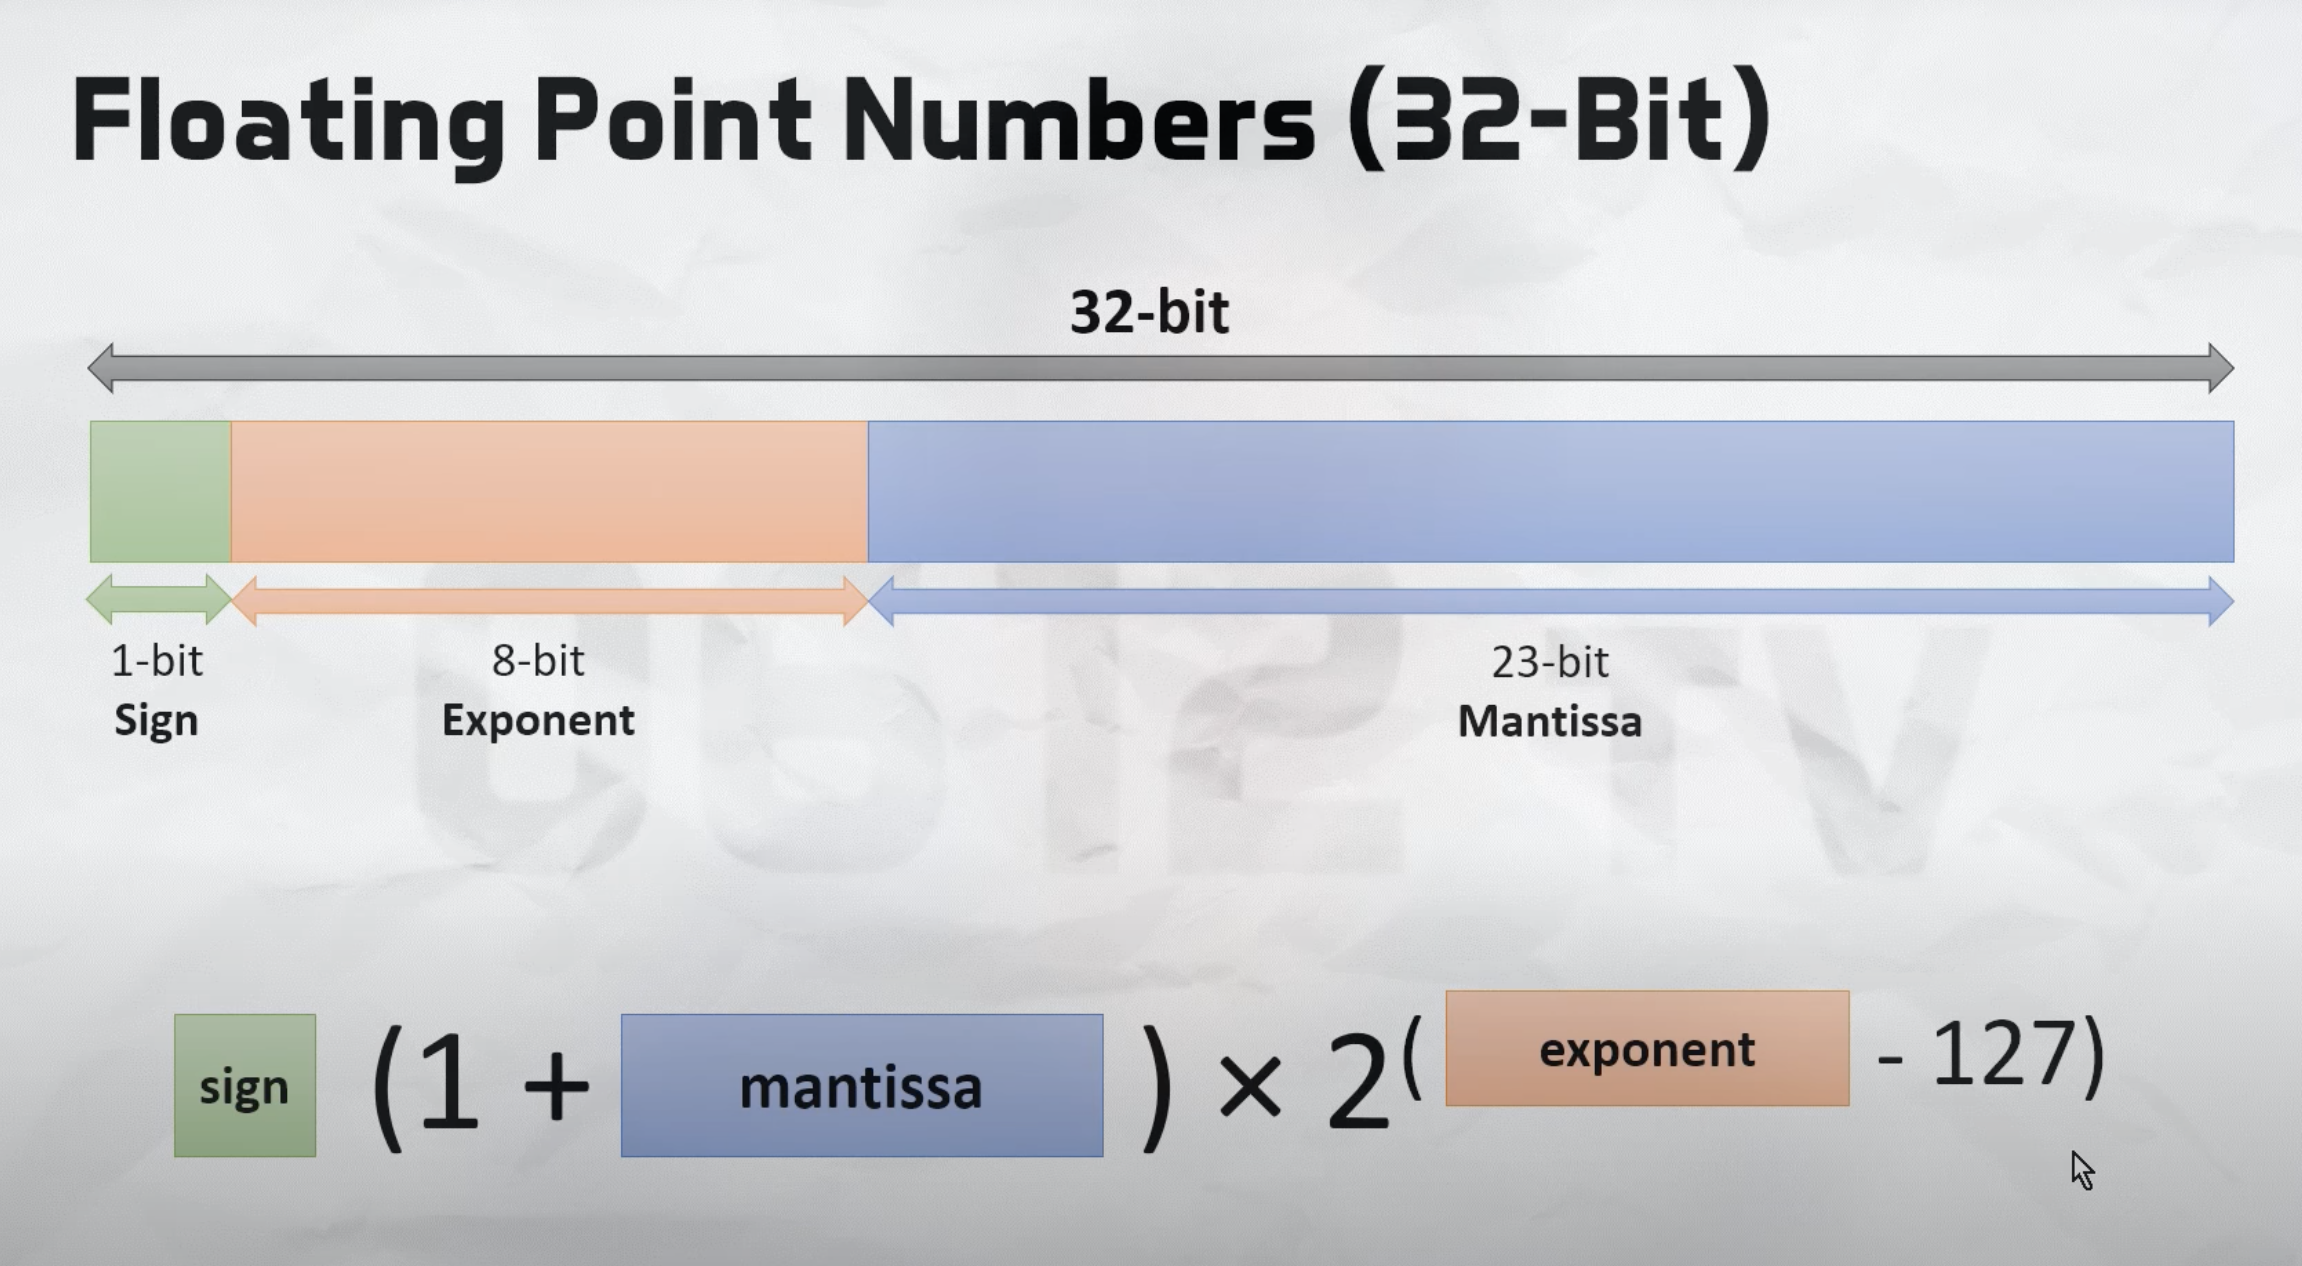 Floating Point Numbers (32-Bit)
32-bit
1-bit
Sign
8-bit
Exponent
23-bit
Mantissa
sign (1 + mantissa ) × 2^( exponent - 127)